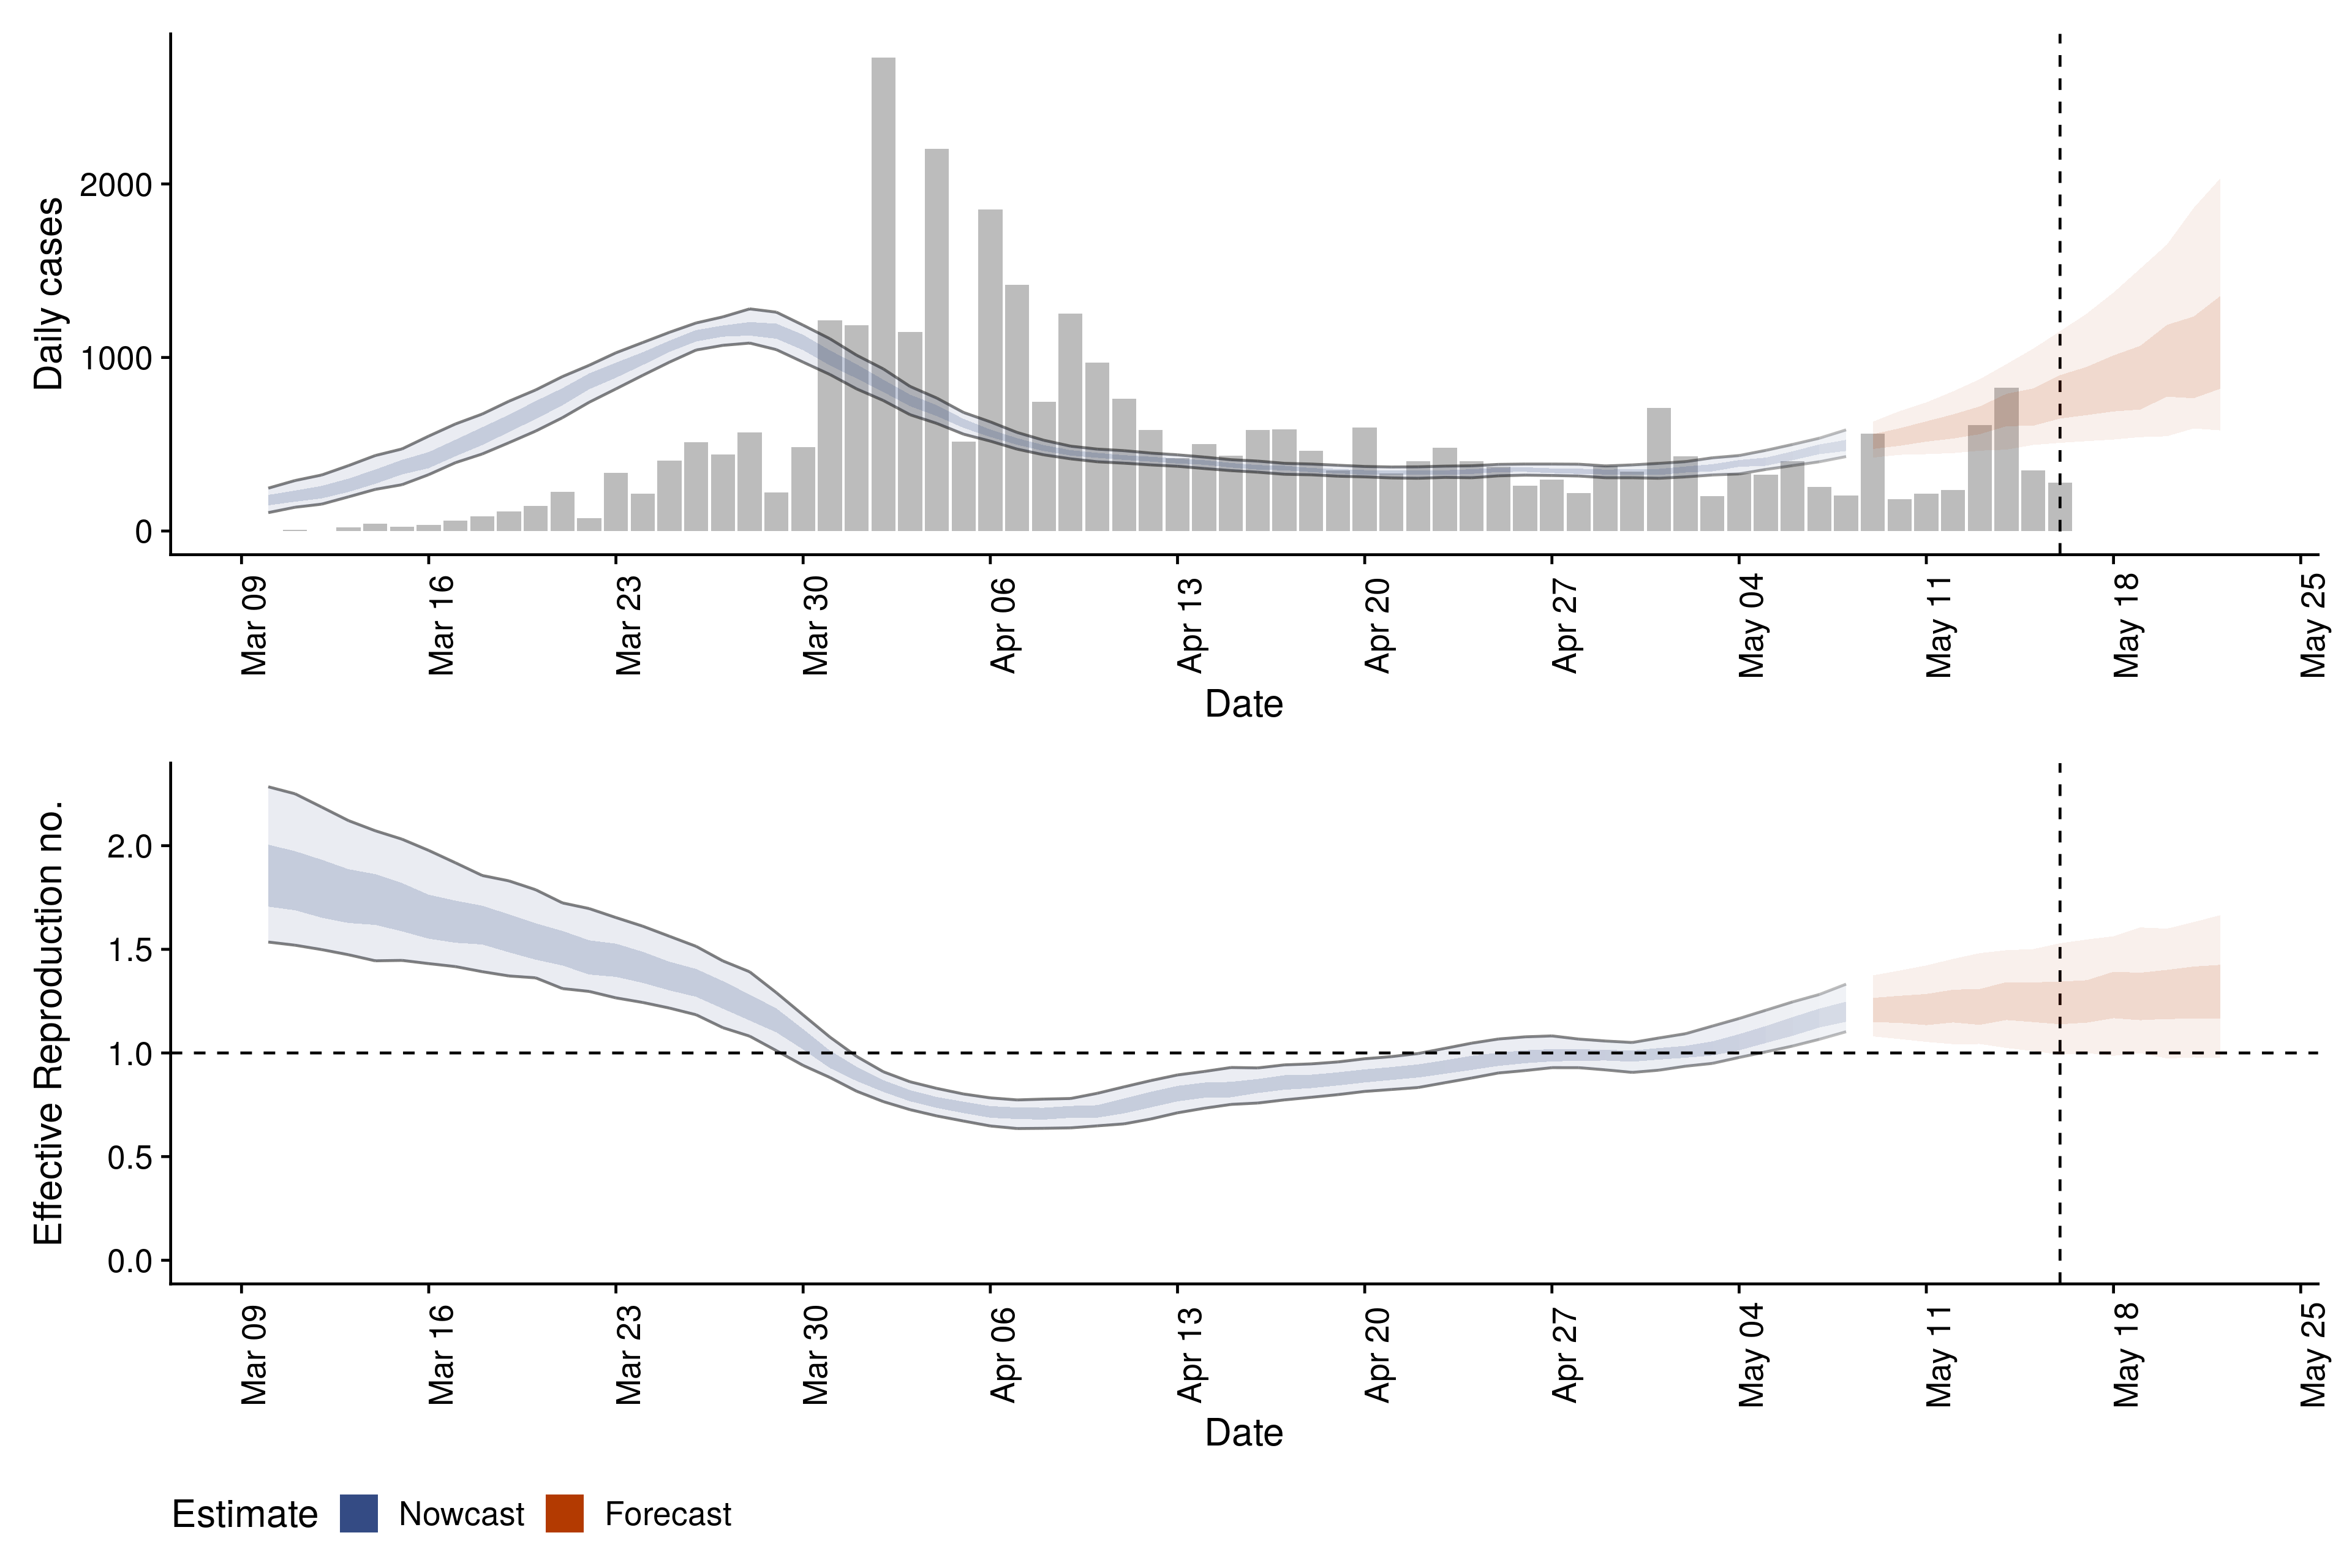 Daily cases
2000
1000
0
Mar 09
Mar 16
Mar 23
Mar 30
Apr 06
Apr 13
Apr 20
Apr 27
May 04
May 11
May 18
May 25
Date
Effective Reproduction no.
2.0
1.5
1.0
0.5
0.0
Mar 09
Mar 16
Mar 23
Mar 30
Apr 06
Apr 13
Apr 20
Apr 27
May 04
May 11
May 18
May 25
Date
Estimate Nowcast Forecast